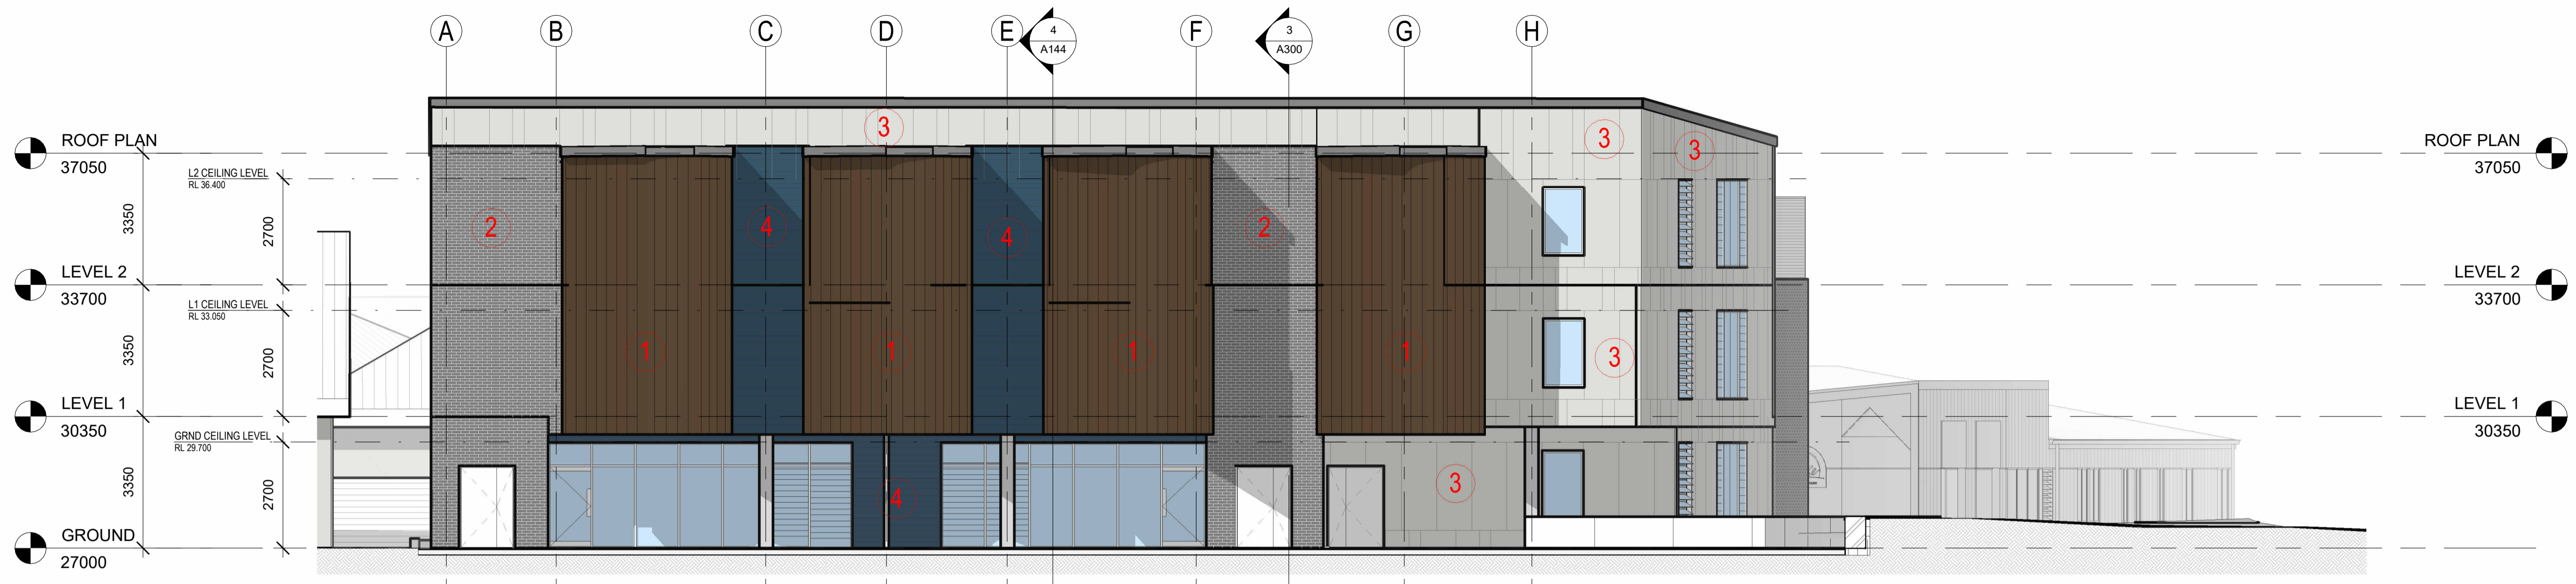 A
B
C
D
E
4
A144
F
3
A300
G
H
ROOF PLAN
37050
L2 CEILING LEVEL
RL 36.400
3350
2700
LEVEL 2
33700
L1 CEILING LEVEL
RL 33.050
3350
2700
LEVEL 1
30350
GRND CEILING LEVEL
RL 29.700
3350
2700
GROUND
27000
3
3
3
2
4
4
2
1
1
1
1
3
4
3
ROOF PLAN
37050
LEVEL 2
33700
LEVEL 1
30350